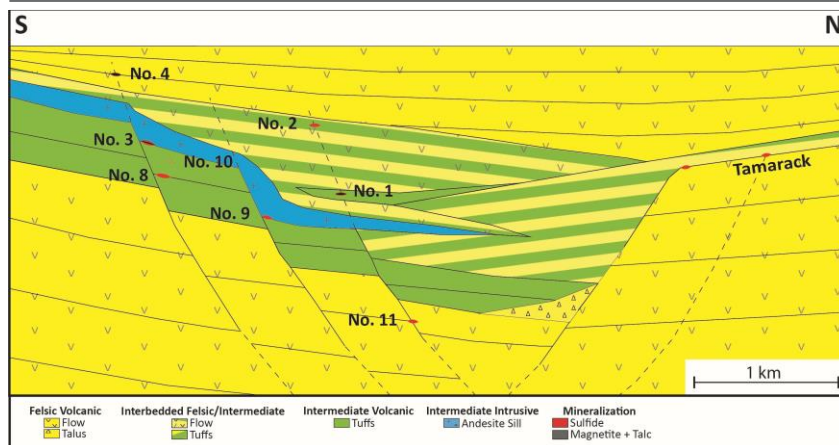 S N
No. 4
No. 2
No. 3
No. 10
Tamarack
No. 8
No. 1
No. 9
No. 11
1 km
Felsic Volcanic Interbedded Felsic/Intermediate Intermediate Volcanic Intermediate Intrusive Mineralization
Flow Flow Tuffs Andesite Sill Sulfide
Talus Tuffs Magnetite + Talc